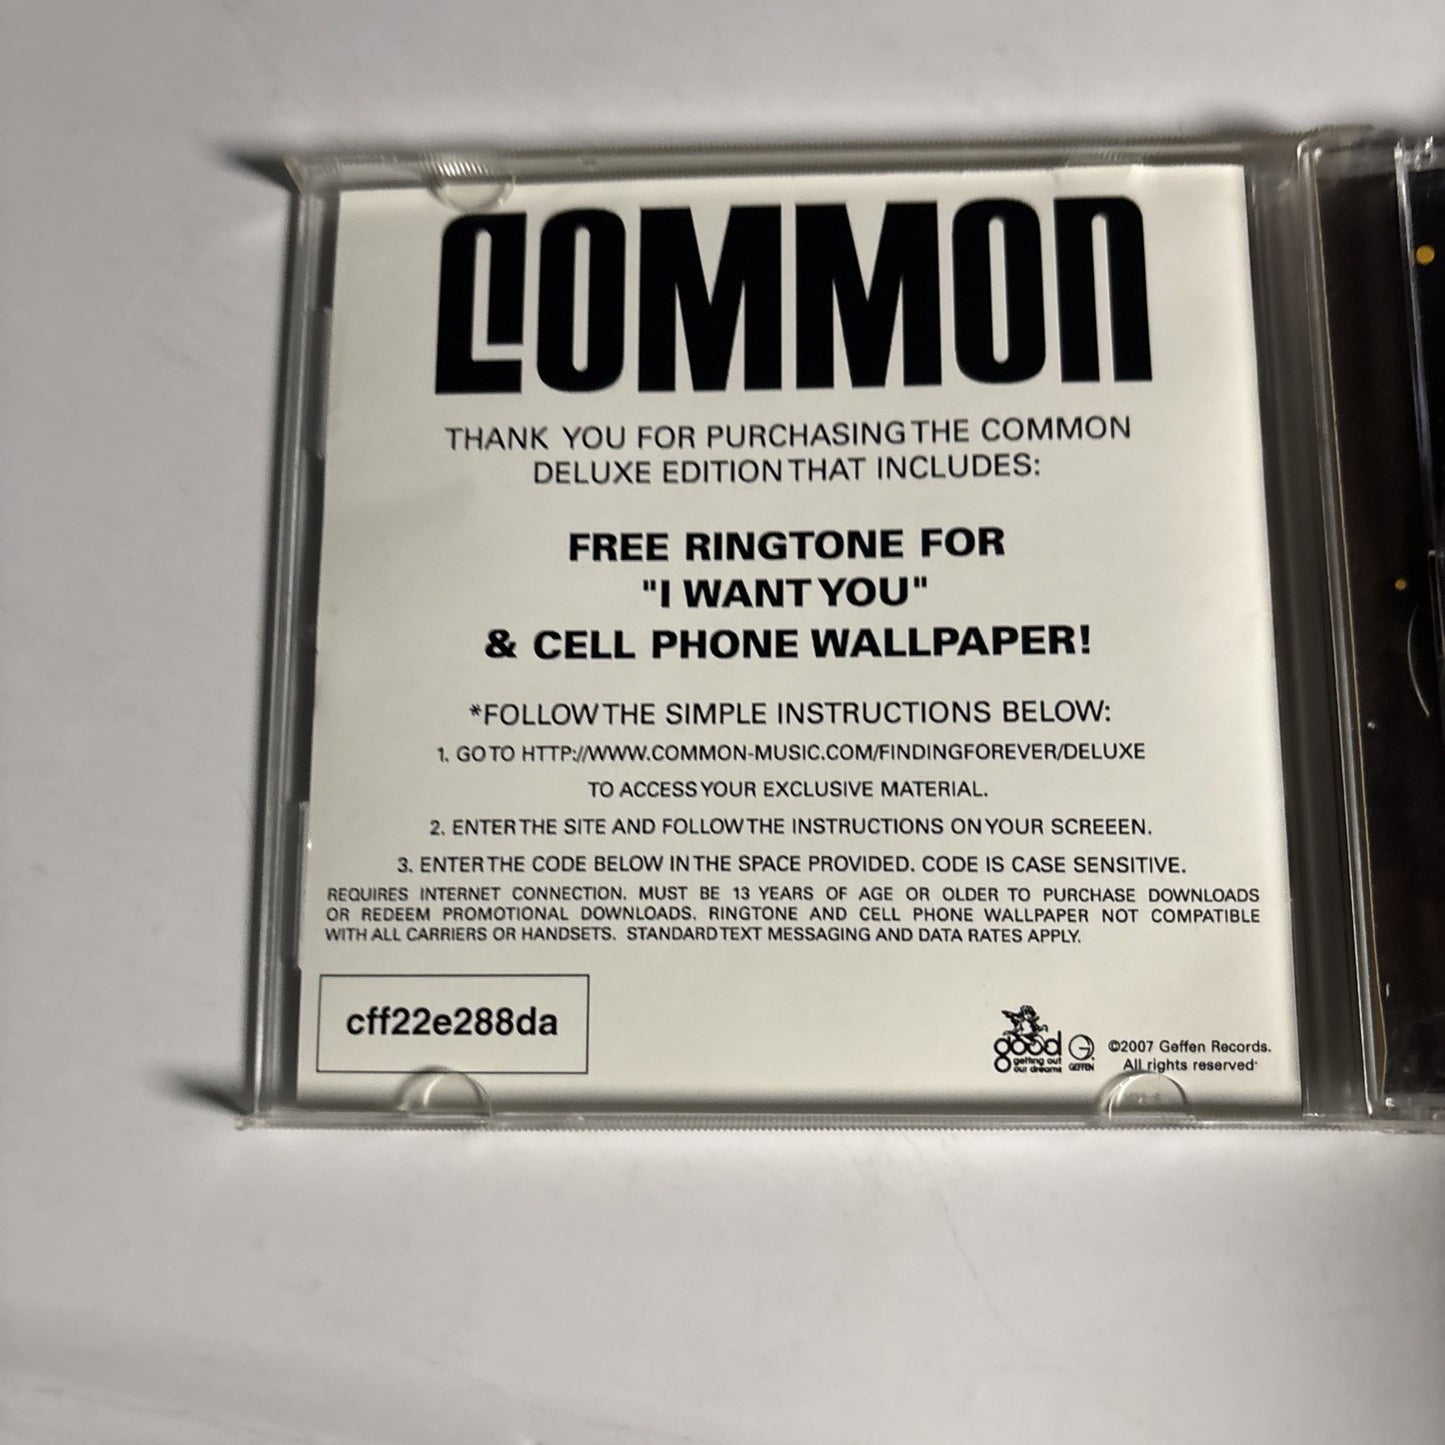 COMMON
THANK YOU FOR PURCHASING THE COMMON
DELUXE EDITION THAT INCLUDES:
FREE RINGTONE FOR
"I WANT YOU"
& CELL PHONE WALLPAPER!
*FOLLOW THE SIMPLE INSTRUCTIONS BELOW:
1. GO TO HTTP://WWW.COMMON-MUSIC.COM/FINDINGFOREVER/DELUXE
TO ACCESS YOUR EXCLUSIVE MATERIAL.
2. ENTER THE SITE AND FOLLOW THE INSTRUCTIONS ON YOUR SCREEEN.
3. ENTER THE CODE BELOW IN THE SPACE PROVIDED. CODE IS CASE SENSITIVE.
REQUIRES INTERNET CONNECTION. MUST BE 13 YEARS OF AGE OR OLDER TO PURCHASE DOWNLOADS
OR REDEEM PROMOTIONAL DOWNLOADS. RINGTONE AND CELL PHONE WALLPAPER NOT COMPATIBLE
WITH ALL CARRIERS OR HANDSETS. STANDARD TEXT MESSAGING AND DATA RATES APPLY.
cff22e288da
good
getting out
our dreams
GEFFEN
©2007 Geffen Records.
All rights reserved